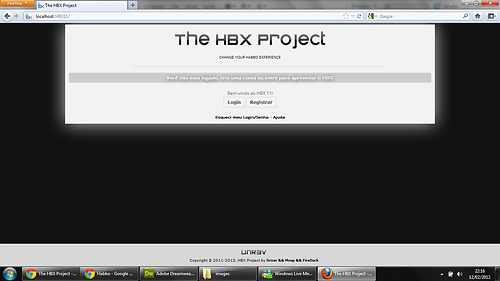 Firefox
The HBX Project
localhost/HBX11/
Google
The HBX Project
CHANGE YOUR HABBO EXPERIENCE
Você não esta logado, crie uma conta ou entre para aproveitar o HBX!
Bem-vindo ao HBX 11!
Login
Registrar
Esqueci meu Login/Senha - Ajuda
Copyright © 2011-2012, HBX Project by Driver && Moop && FireDuck
The HBX Project -...
Habbo - Google ...
Adobe Dreamwea...
images
Windows Live Me...
The HBX Project -...
22:16
12/02/2012